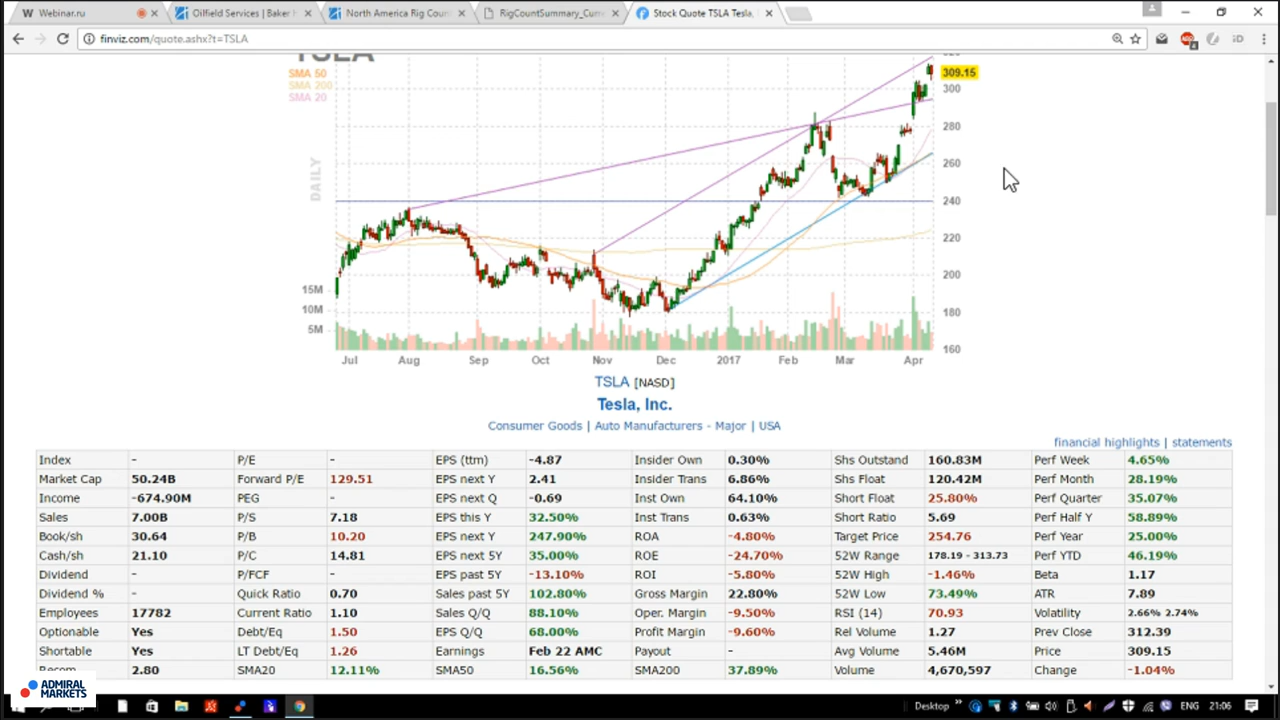 Webinar.ru
Oilfield Services | Baker H
North America Rig Coun
RigCountSummary_Curre
Stock Quote TSLA Tesla,
finviz.com/quote.ashx?t=TSLA
TSLA
SMA 50
SMA 200
SMA 20
DAILY
309.15
300
280
260
240
220
200
180
160
15M
10M
5M
Jul Aug Sep Oct Nov Dec 2017 Feb Mar Apr
TSLA [NASD]
Tesla, Inc.
Consumer Goods | Auto Manufacturers - Major | USA
financial highlights | statements
Index - P/E - EPS (ttm) -4.87 Insider Own 0.30% Shs Outstand 160.83M Perf Week 4.65%
Market Cap 50.24B Forward P/E 129.51 EPS next Y 2.41 Insider Trans 6.86% Shs Float 120.42M Perf Month 28.19%
Income -674.90M PEG - EPS next Q -0.69 Inst Own 64.10% Short Float 25.80% Perf Quarter 35.07%
Sales 7.00B P/S 7.18 EPS this Y 32.50% Inst Trans 0.63% Short Ratio 5.69 Perf Half Y 58.89%
Book/sh 30.64 P/B 10.20 EPS next Y 247.90% ROA -4.80% Target Price 254.76 Perf Year 25.00%
Cash/sh 21.10 P/C 14.81 EPS next 5Y 35.00% ROE -24.70% 52W Range 178.19 - 313.73 Perf YTD 46.19%
Dividend - P/FCF - EPS past 5Y -13.10% ROI -5.80% 52W High -1.46% Beta 1.17
Dividend % - Quick Ratio 0.70 Sales past 5Y 102.80% Gross Margin 22.80% 52W Low 73.49% ATR 7.89
Employees 17782 Current Ratio 1.10 Sales Q/Q 88.10% Oper. Margin -9.50% RSI (14) 70.93 Volatility 2.66% 2.74%
Optionable Yes Debt/Eq 1.50 EPS Q/Q 68.00% Profit Margin -9.60% Rel Volume 1.27 Prev Close 312.39
Shortable Yes LT Debt/Eq 1.26 Earnings Feb 22 AMC Payout - Avg Volume 5.46M Price 309.15
Recom 2.80 SMA20 12.11% SMA50 16.56% SMA200 37.89% Volume 4,670,597 Change -1.04%
ADMIRAL
MARKETS
Desktop ENG 21:06